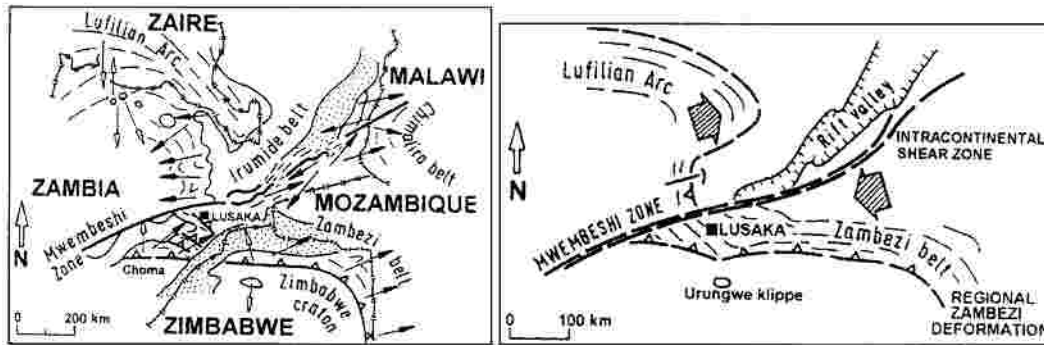 ZAIRE
Lufilian Arc
MALAWI
Irumide belt
Chimaliro belt
ZAMBIA
MOZAMBIQUE
N
LUSAKA
Mwembeshi
Zone
Zambezi
belt
Choma
Zimbabwe
craton
0 200 km
ZIMBABWE
Lufilian
Arc
Rift valley
INTRACONTINENTAL
SHEAR ZONE
N
MWEMBESHI ZONE
LUSAKA
Zambezi belt
Urungwe klippe
0 100 km
REGIONAL
ZAMBEZI
DEFORMATION